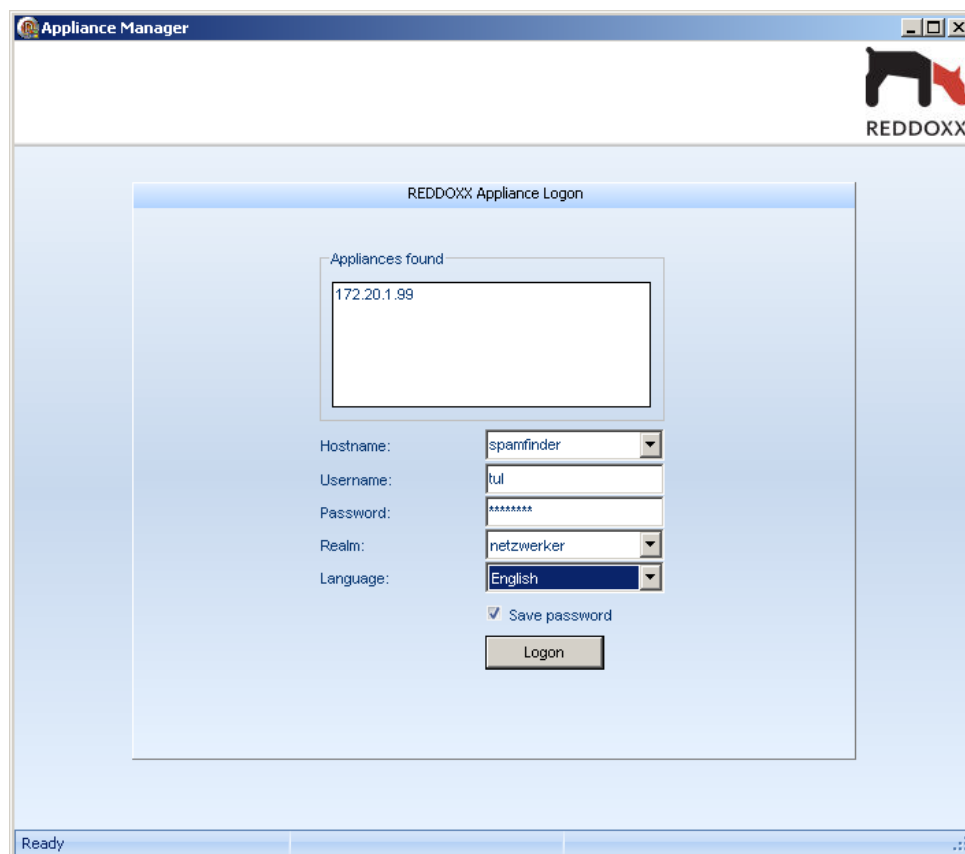 Appliance Manager
REDDOXX
REDDOXX Appliance Logon
Appliances found
172.20.1.99
Hostname: spamfinder
Username: tul
Password: ********
Realm: netzwerker
Language: English
Save password
Logon
Ready